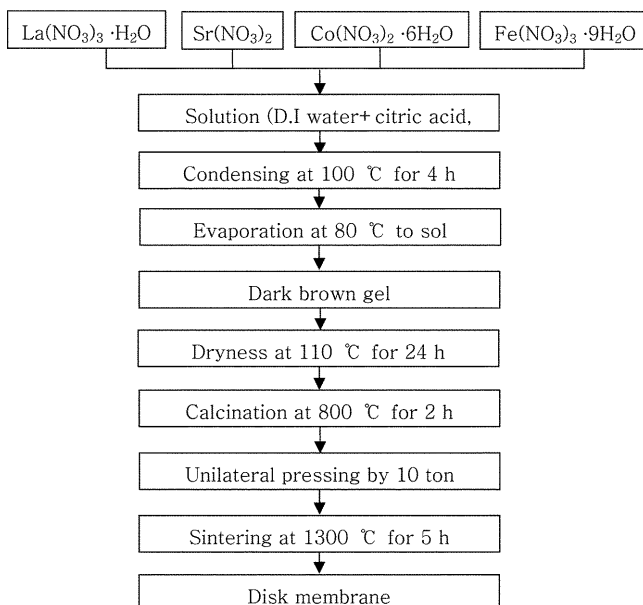 La(NO₃)₃ ·H₂O
Sr(NO₃)₂
Co(NO₃)₂ ·6H₂O
Fe(NO₃)₃ ·9H₂O
Solution (D.I water+ citric acid,
Condensing at 100 ℃ for 4 h
Evaporation at 80 ℃ to sol
Dark brown gel
Dryness at 110 ℃ for 24 h
Calcination at 800 ℃ for 2 h
Unilateral pressing by 10 ton
Sintering at 1300 ℃ for 5 h
Disk membrane